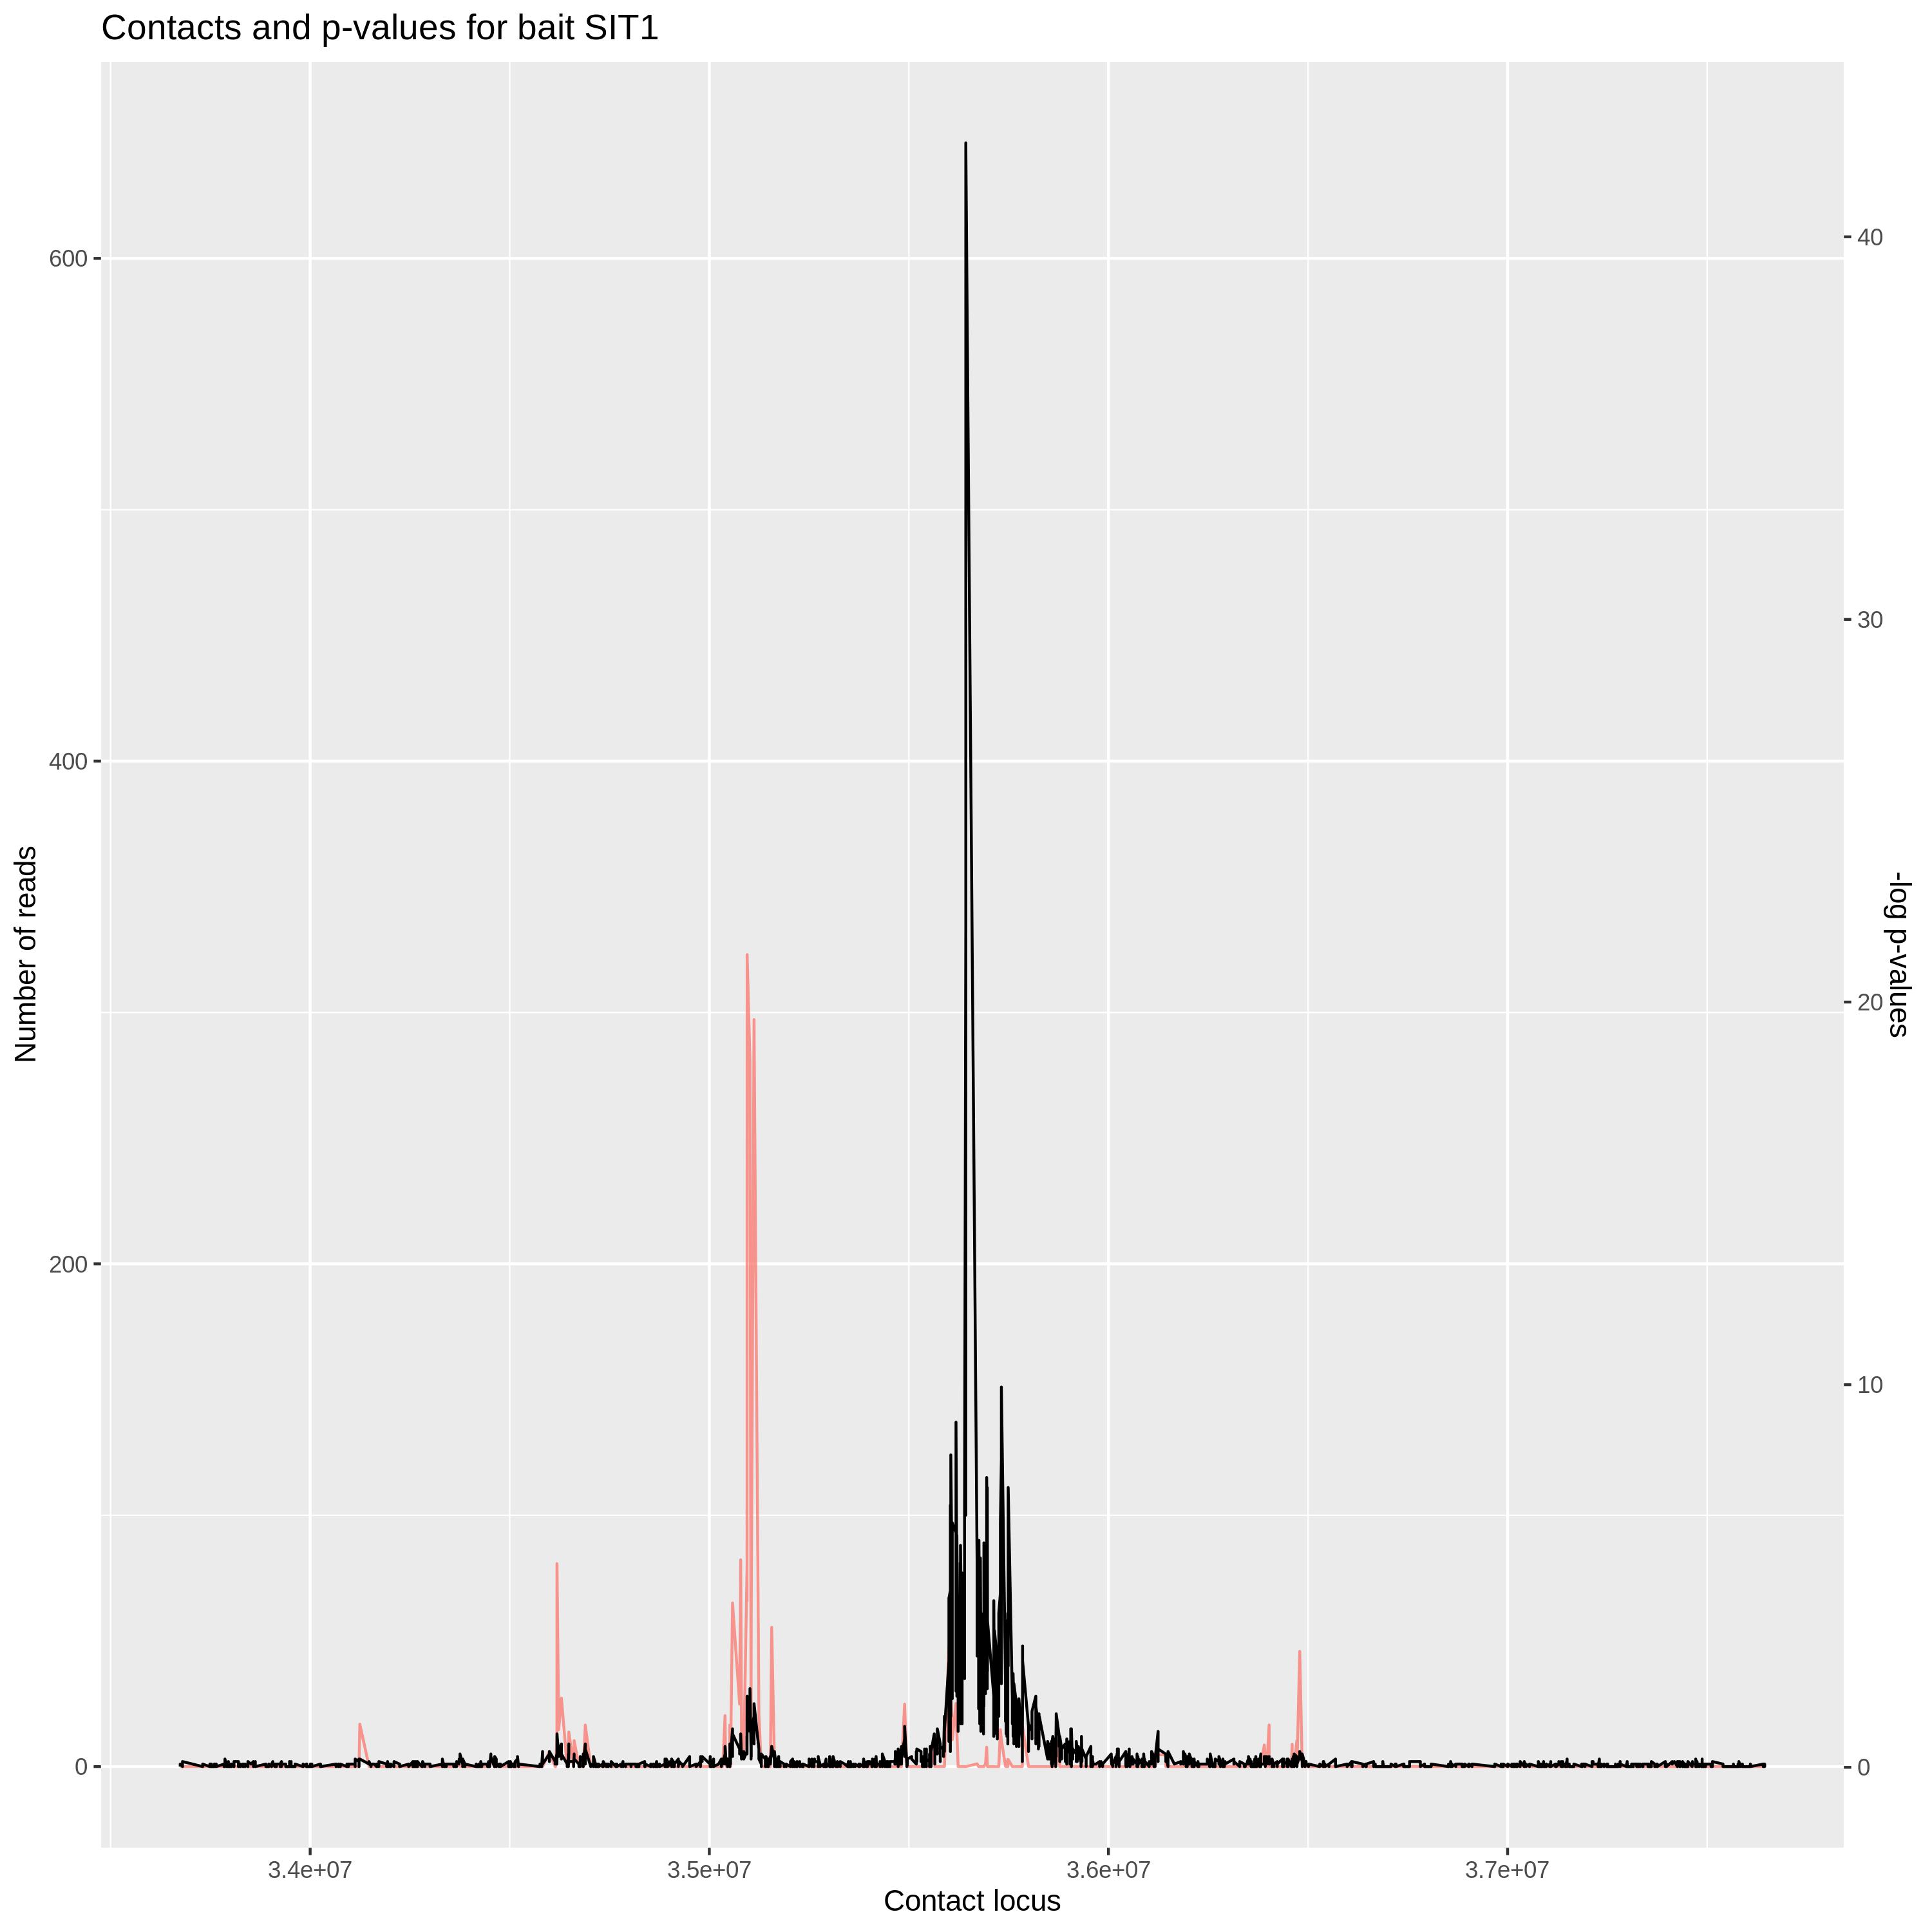 Contacts and p-values for bait SIT1
Number of reads
600
400
200
0
40
30
20
10
0
-log p-values
3.4e+07
3.5e+07
3.6e+07
3.7e+07
Contact locus